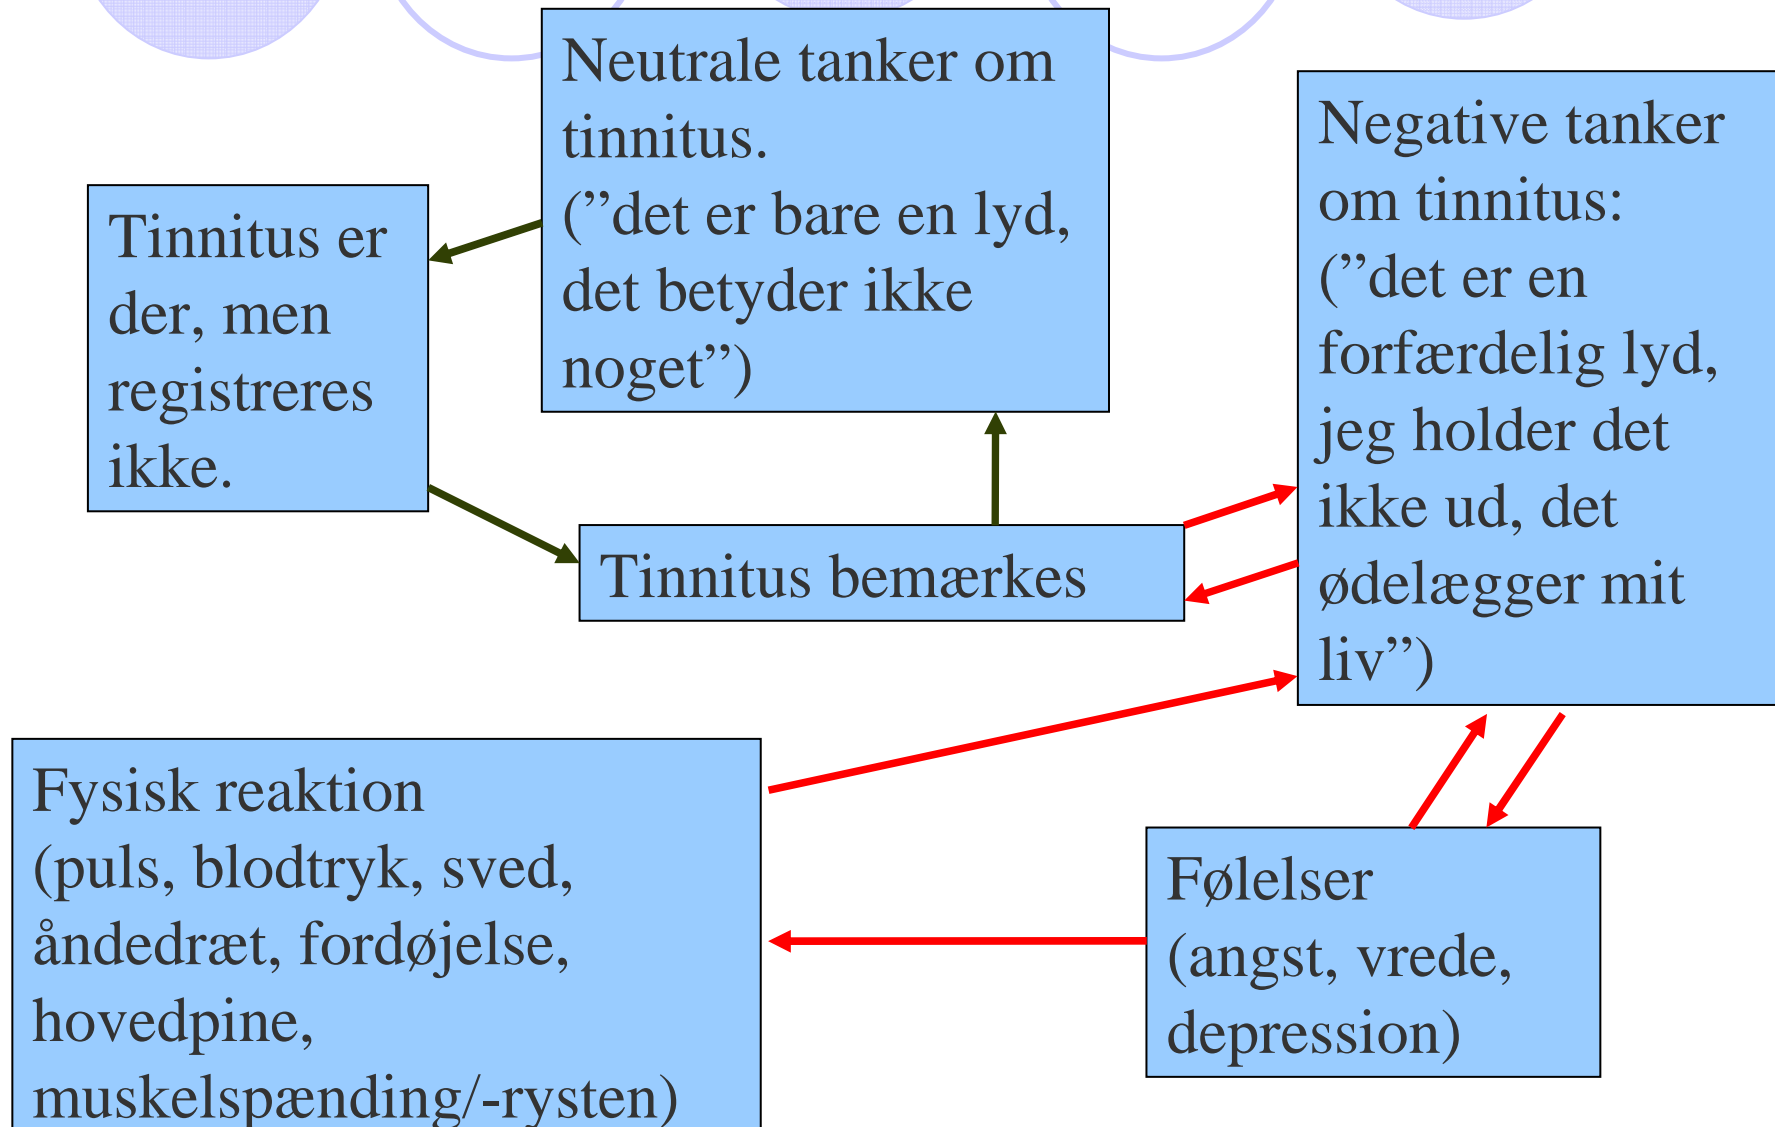 Neutrale tanker om
tinnitus.
(”det er bare en lyd,
det betyder ikke
noget”)
Negative tanker
om tinnitus:
(”det er en
forfærdelig lyd,
jeg holder det
ikke ud, det
ødelægger mit
liv”)
Tinnitus er
der, men
registreres
ikke.
Tinnitus bemærkes
Fysisk reaktion
(puls, blodtryk, sved,
åndedræt, fordøjelse,
hovedpine,
muskelspænding/-rysten)
Følelser
(angst, vrede,
depression)